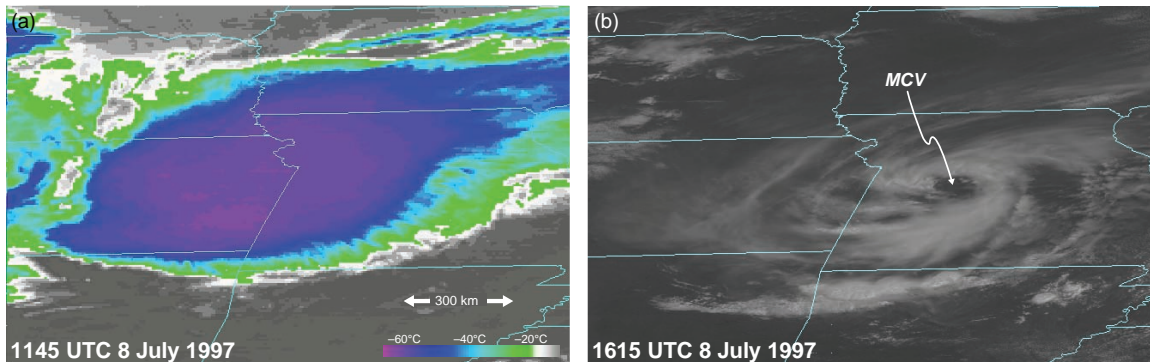 (a)
300 km
−60°C −40°C −20°C
1145 UTC 8 July 1997
(b)
MCV
1615 UTC 8 July 1997